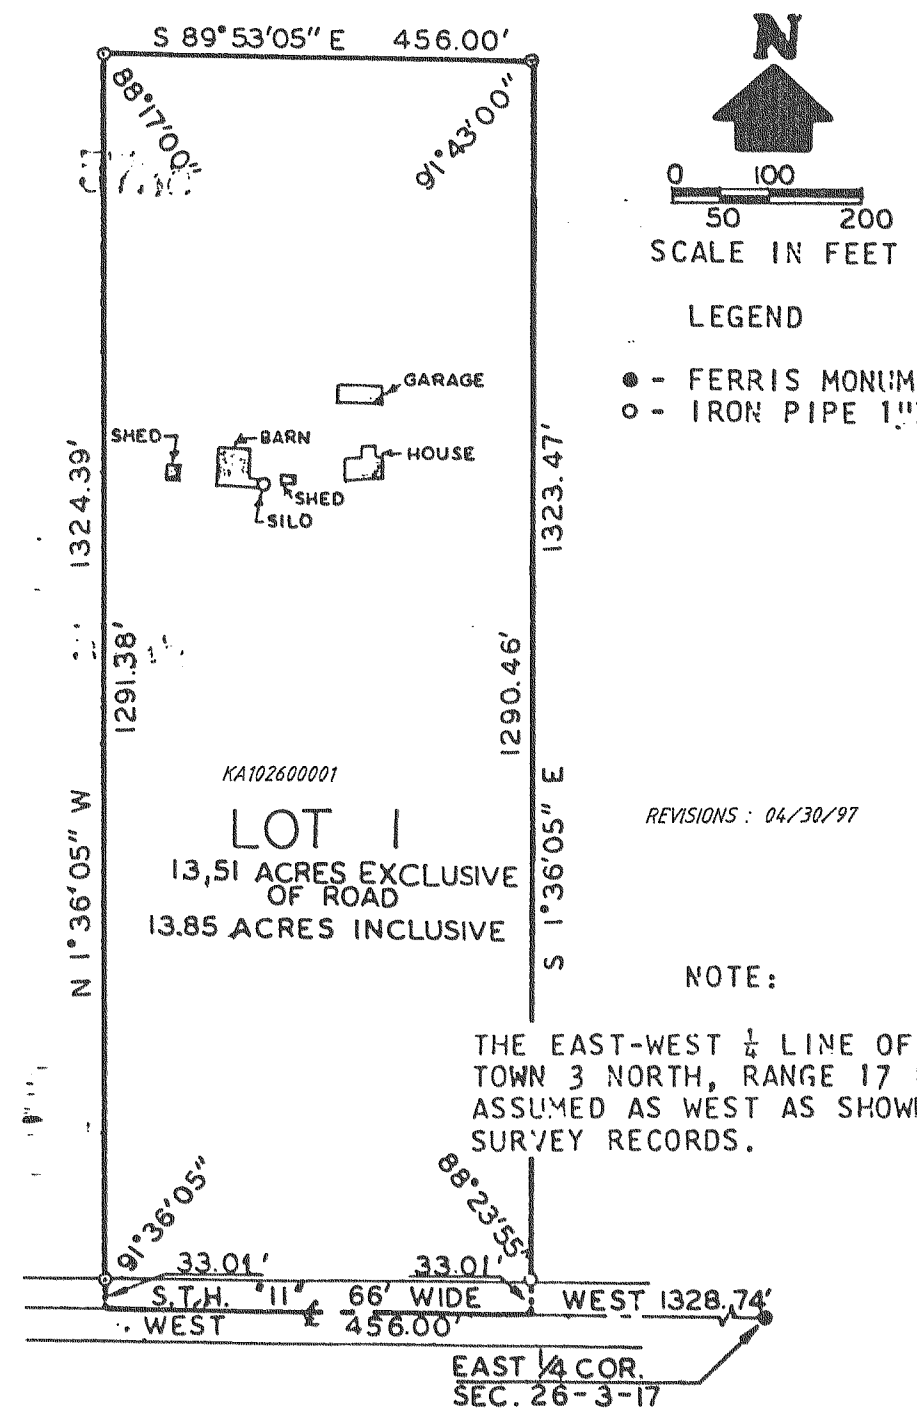 S 89°53'05" E 456.00'
N
88°17'00"
91°43'00"
0 100
50 200
SCALE IN FEET
LEGEND
● - FERRIS MONUM
○ - IRON PIPE 1"
GARAGE
SHED
BARN
HOUSE
SHED
SILO
1324.39'
1323.47'
1291.38'
1290.46'
KA102600001
LOT 1
13,51 ACRES EXCLUSIVE
OF ROAD
13.85 ACRES INCLUSIVE
N 1°36'05" W
S 1°36'05" E
REVISIONS : 04/30/97
NOTE:
THE EAST-WEST ¼ LINE OF
TOWN 3 NORTH, RANGE 17
ASSUMED AS WEST AS SHOW
SURVEY RECORDS.
91°36'05"
88°23'55"
33.01' 33.01'
S.T.H. "11" 66' WIDE
WEST 1328.74'
WEST ℄ 456.00'
EAST ¼ COR.
SEC. 26-3-17